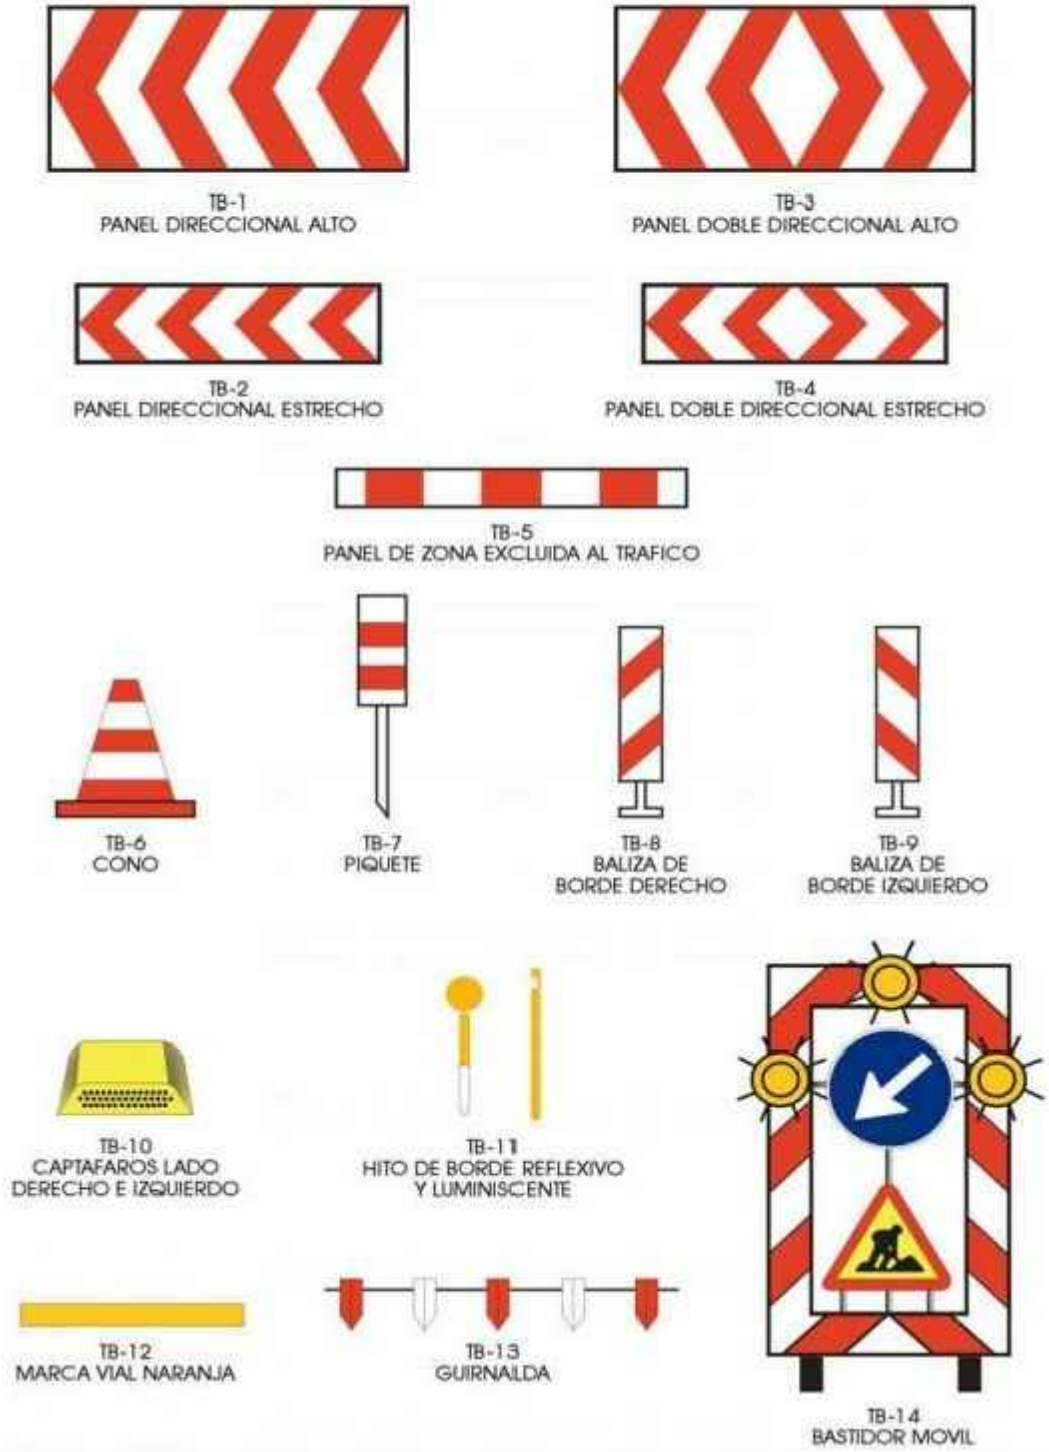 TB-1
PANEL DIRECCIONAL ALTO
TB-3
PANEL DOBLE DIRECCIONAL ALTO
TB-2
PANEL DIRECCIONAL ESTRECHO
TB-4
PANEL DOBLE DIRECCIONAL ESTRECHO
TB-5
PANEL DE ZONA EXCLUIDA AL TRAFICO
TB-6
CONO
TB-7
PIQUETE
TB-8
BALIZA DE
BORDE DERECHO
TB-9
BALIZA DE
BORDE IZQUIERDO
TB-10
CAPTAFAROS LADO
DERECHO E IZQUIERDO
TB-11
HITO DE BORDE REFLEXIVO
Y LUMINISCENTE
TB-12
MARCA VIAL NARANJA
TB-13
GUIRNALDA
TB-14
BASTIDOR MOVIL